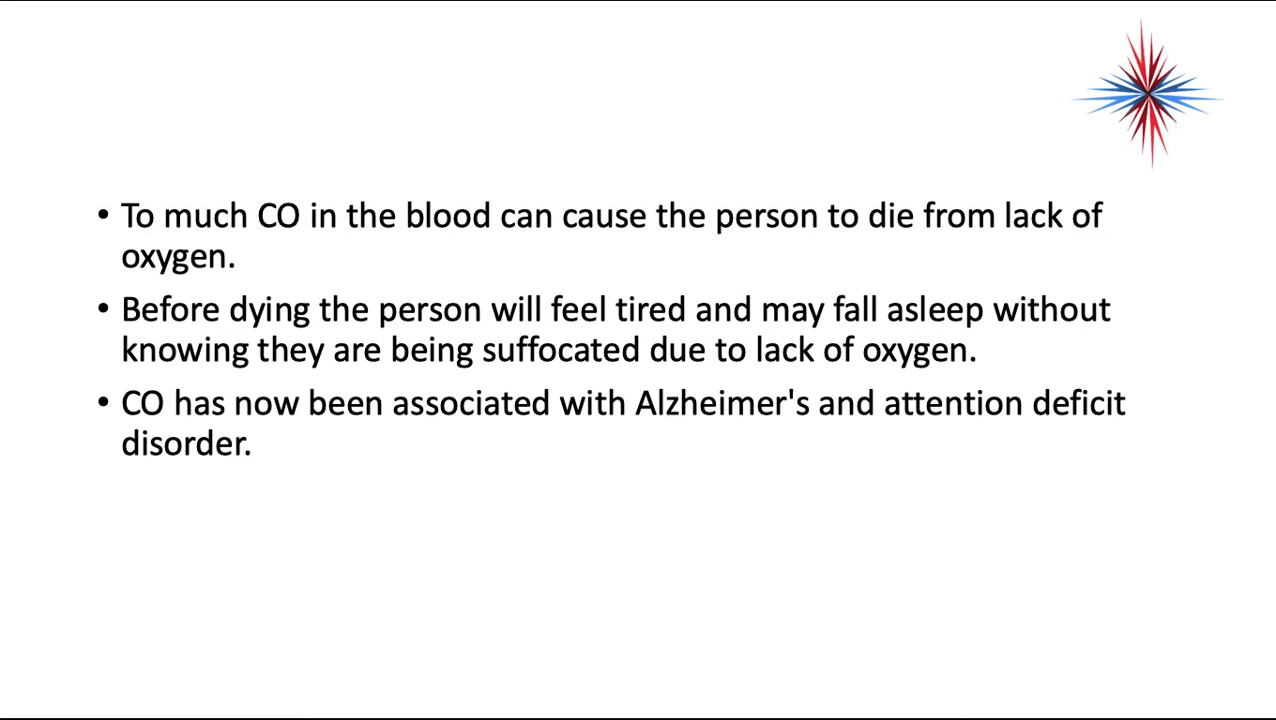 • To much CO in the blood can cause the person to die from lack of
oxygen.
• Before dying the person will feel tired and may fall asleep without
knowing they are being suffocated due to lack of oxygen.
• CO has now been associated with Alzheimer's and attention deficit
disorder.